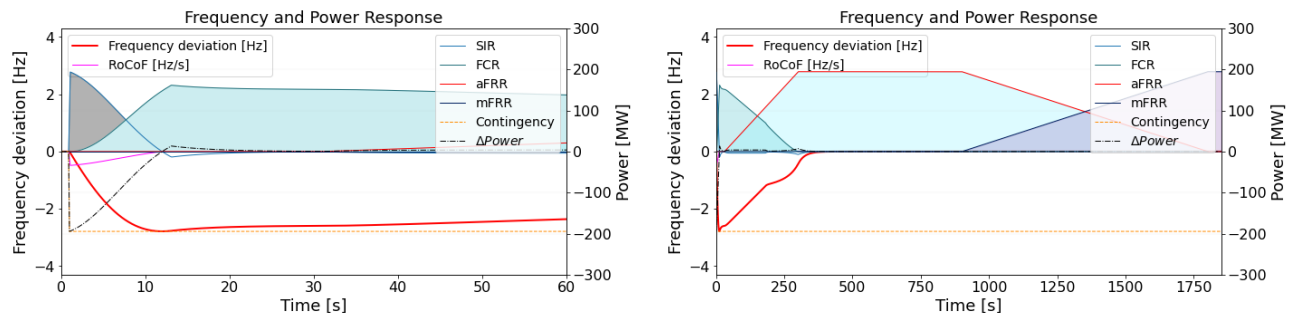 Frequency and Power Response
Frequency deviation [Hz]
4
2
0
−2
−4
Frequency deviation [Hz]
RoCoF [Hz/s]
SIR
FCR
aFRR
mFRR
Contingency
ΔPower
300
200
100
0
−100
−200
−300
Power [MW]
0 10 20 30 40 50 60
Time [s]
Frequency and Power Response
Frequency deviation [Hz]
4
2
0
−2
−4
Frequency deviation [Hz]
RoCoF [Hz/s]
SIR
FCR
aFRR
mFRR
Contingency
ΔPower
300
200
100
0
−100
−200
−300
Power [MW]
0 250 500 750 1000 1250 1500 1750
Time [s]